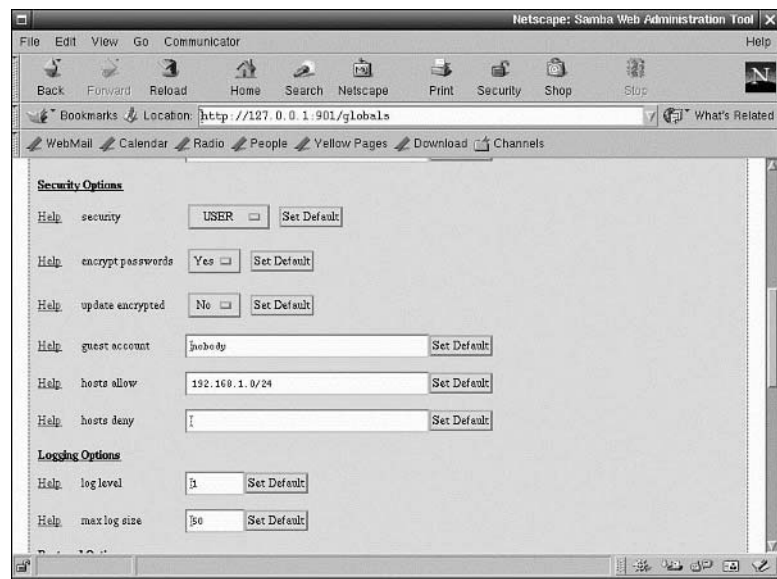 Netscape: Samba Web Administration Tool
File Edit View Go Communicator Help
Back Forward Reload Home Search Netscape Print Security Shop Stop
N
Bookmarks Location: http://127.0.0.1:901/globals What's Related
WebMail Calendar Radio People Yellow Pages Download Channels
Set Default
Security Options
Help security USER Set Default
Help encrypt passwords Yes Set Default
Help update encrypted No Set Default
Help guest account nobody Set Default
Help hosts allow 192.168.1.0/24 Set Default
Help hosts deny Set Default
Logging Options
Help log level 1 Set Default
Help max log size 50 Set Default